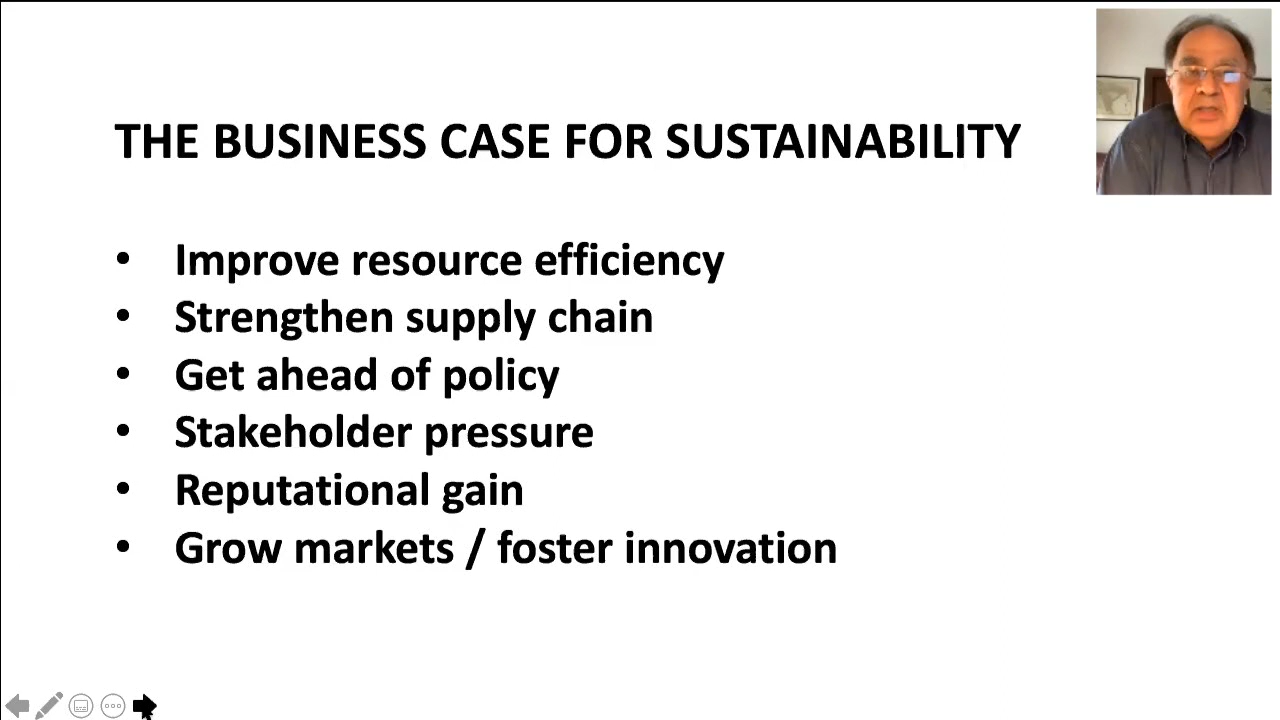 THE BUSINESS CASE FOR SUSTAINABILITY
• Improve resource efficiency
• Strengthen supply chain
• Get ahead of policy
• Stakeholder pressure
• Reputational gain
• Grow markets / foster innovation